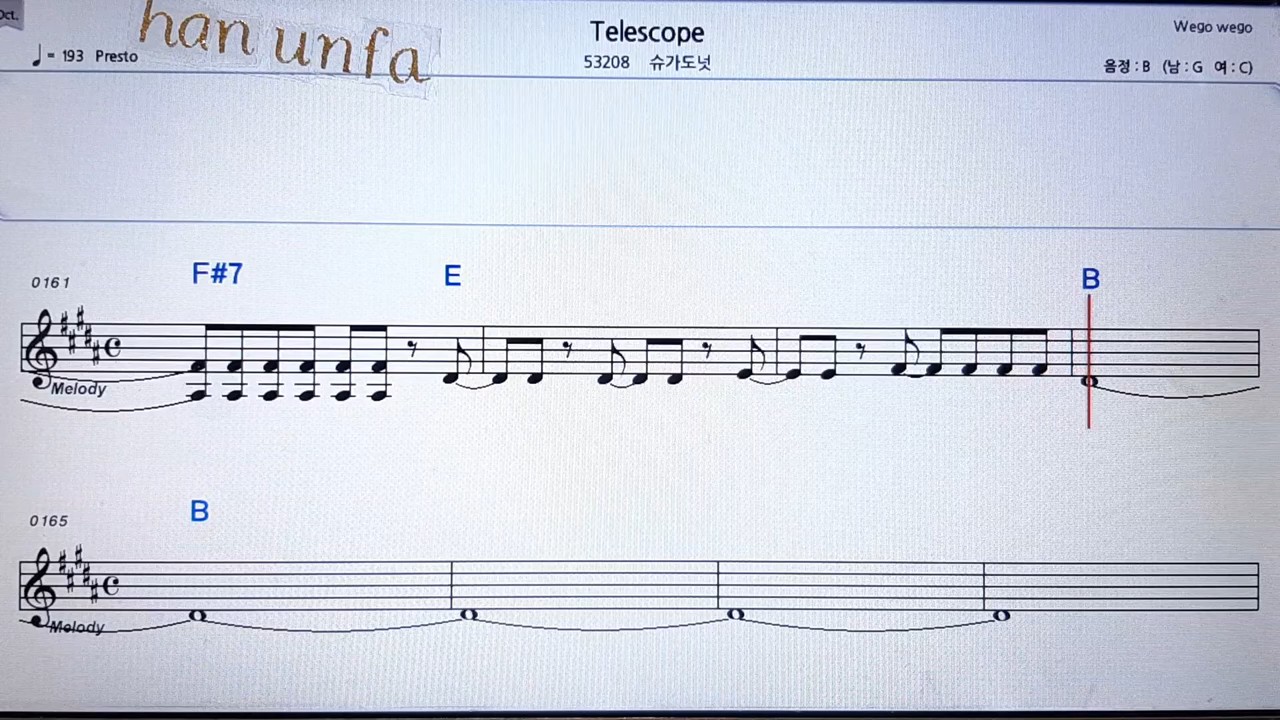 Oct.
han unfa
Telescope
Wego wego
♩= 193 Presto
53208 슈가도넛
음정 : B (남 : G 여 : C)
0161
F#7 E B
Melody
0165
B
Melody